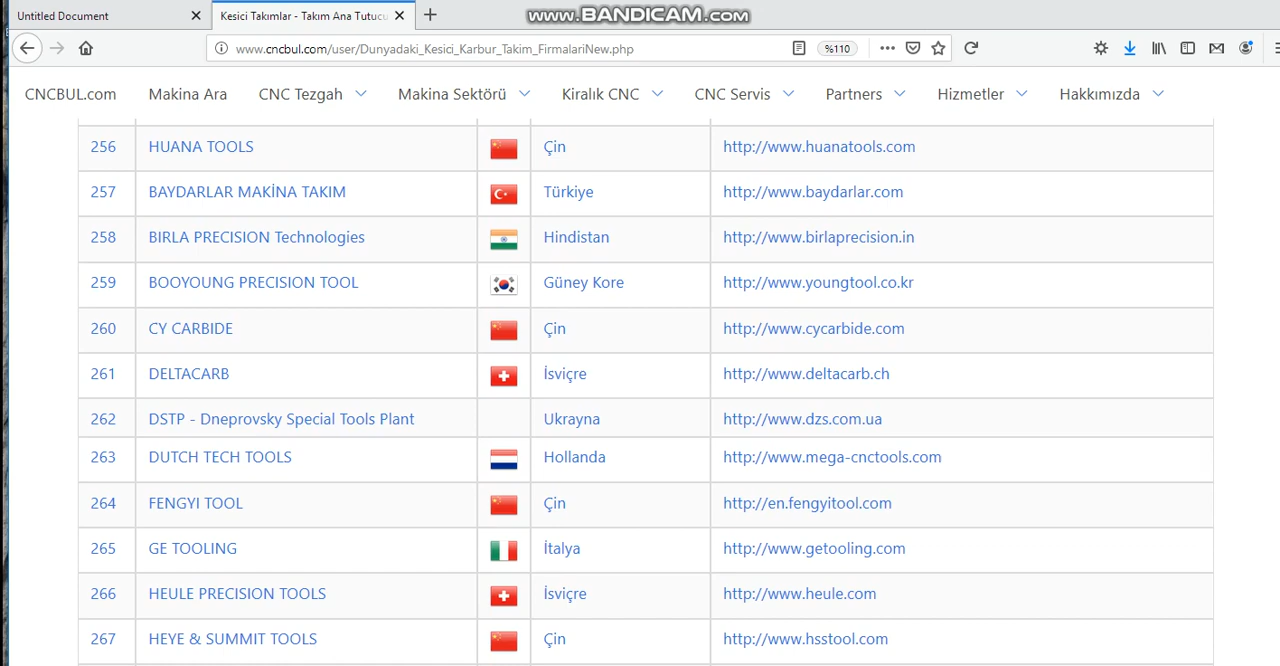 Untitled Document
Kesici Takımlar - Takım Ana Tutucu
www.BANDICAM.com
www.cncbul.com/user/Dunyadaki_Kesici_Karbur_Takim_FirmalariNew.php
%110
CNCBUL.com Makina Ara CNC Tezgah Makina Sektörü Kiralık CNC CNC Servis Partners Hizmetler Hakkımızda
256 HUANA TOOLS Çin http://www.huanatools.com
257 BAYDARLAR MAKİNA TAKIM Türkiye http://www.baydarlar.com
258 BIRLA PRECISION Technologies Hindistan http://www.birlaprecision.in
259 BOOYOUNG PRECISION TOOL Güney Kore http://www.youngtool.co.kr
260 CY CARBIDE Çin http://www.cycarbide.com
261 DELTACARB İsviçre http://www.deltacarb.ch
262 DSTP - Dneprovsky Special Tools Plant Ukrayna http://www.dzs.com.ua
263 DUTCH TECH TOOLS Hollanda http://www.mega-cnctools.com
264 FENGYI TOOL Çin http://en.fengyitool.com
265 GE TOOLING İtalya http://www.getooling.com
266 HEULE PRECISION TOOLS İsviçre http://www.heule.com
267 HEYE & SUMMIT TOOLS Çin http://www.hsstool.com